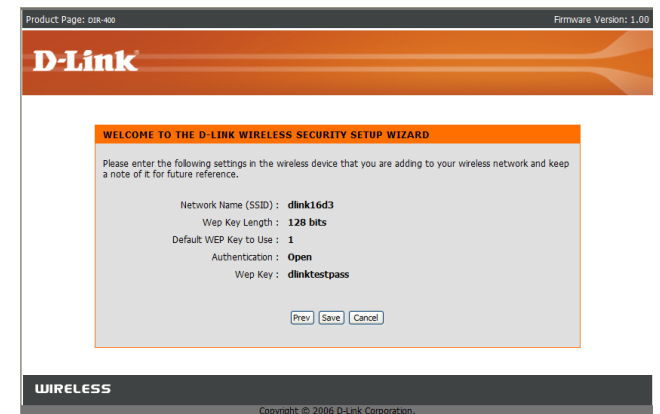 Product Page: DIR-400 Firmware Version: 1.00
D-Link
WELCOME TO THE D-LINK WIRELESS SECURITY SETUP WIZARD
Please enter the following settings in the wireless device that you are adding to your wireless network and keep
a note of it for future reference.
Network Name (SSID) : dlink16d3
Wep Key Length : 128 bits
Default WEP Key to Use : 1
Authentication : Open
Wep Key : dlinktestpass
Prev Save Cancel
WIRELESS
Copyright © 2006 D-Link Corporation.